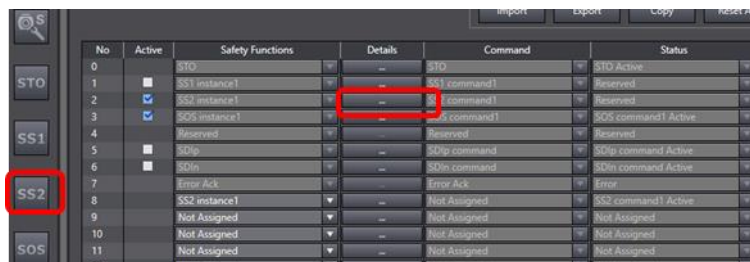 Import Export Copy Reset A
No Active Safety Functions Details Command Status
0 STO ... STO STO Active
1 SS1 instance1 ... SS1 command1 Reserved
2 SS2 instance1 ... SS2 command1 Reserved
3 SOS instance1 ... SOS command1 SOS command1 Active
4 Reserved ... Reserved Reserved
5 SDIp ... SDIp command SDIp command Active
6 SDIn ... SDIn command SDIn command Active
7 Error Ack ... Error Ack Error
8 SS2 instance1 ... Not Assigned SS2 command1 Active
9 Not Assigned ... Not Assigned Not Assigned
10 Not Assigned ... Not Assigned Not Assigned
11 Not Assigned ... Not Assigned Not Assigned
S
STO
SS1
SS2
SOS